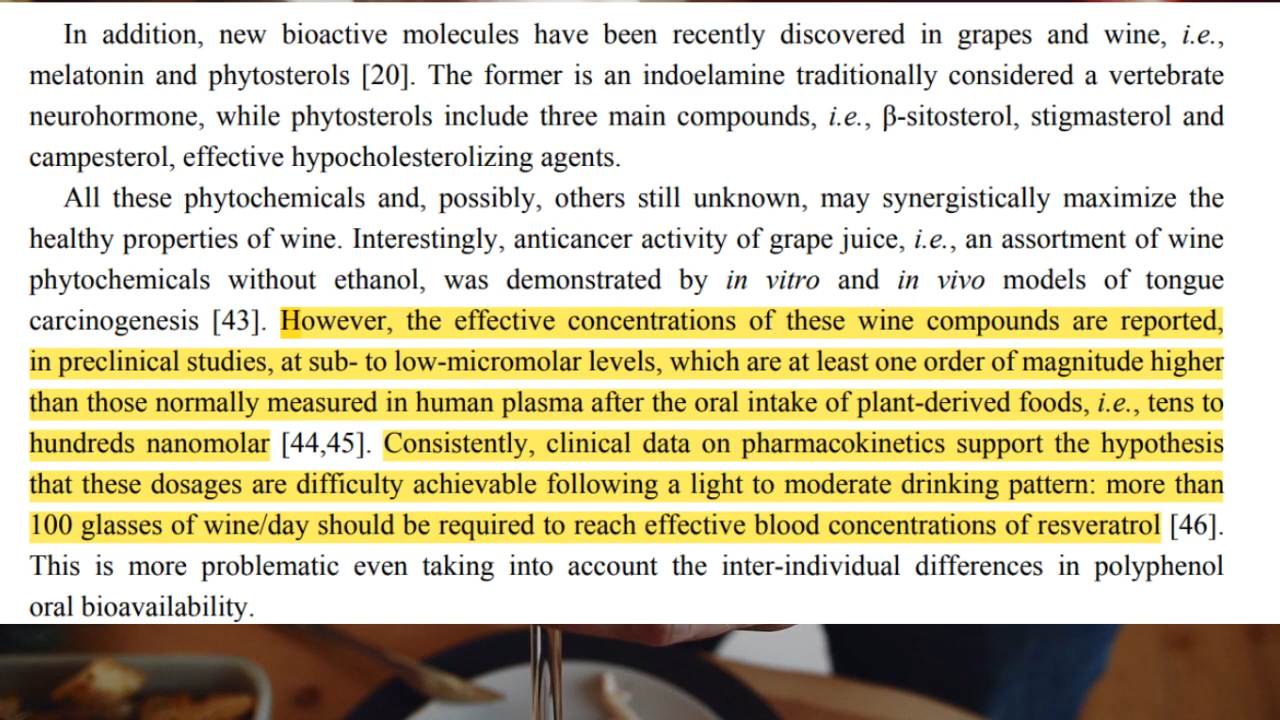 In addition, new bioactive molecules have been recently discovered in grapes and wine, i.e.,
melatonin and phytosterols [20]. The former is an indoelamine traditionally considered a vertebrate
neurohormone, while phytosterols include three main compounds, i.e., β-sitosterol, stigmasterol and
campesterol, effective hypocholesterolizing agents.
All these phytochemicals and, possibly, others still unknown, may synergistically maximize the
healthy properties of wine. Interestingly, anticancer activity of grape juice, i.e., an assortment of wine
phytochemicals without ethanol, was demonstrated by in vitro and in vivo models of tongue
carcinogenesis [43]. However, the effective concentrations of these wine compounds are reported,
in preclinical studies, at sub- to low-micromolar levels, which are at least one order of magnitude higher
than those normally measured in human plasma after the oral intake of plant-derived foods, i.e., tens to
hundreds nanomolar [44,45]. Consistently, clinical data on pharmacokinetics support the hypothesis
that these dosages are difficulty achievable following a light to moderate drinking pattern: more than
100 glasses of wine/day should be required to reach effective blood concentrations of resveratrol [46].
This is more problematic even taking into account the inter-individual differences in polyphenol
oral bioavailability.